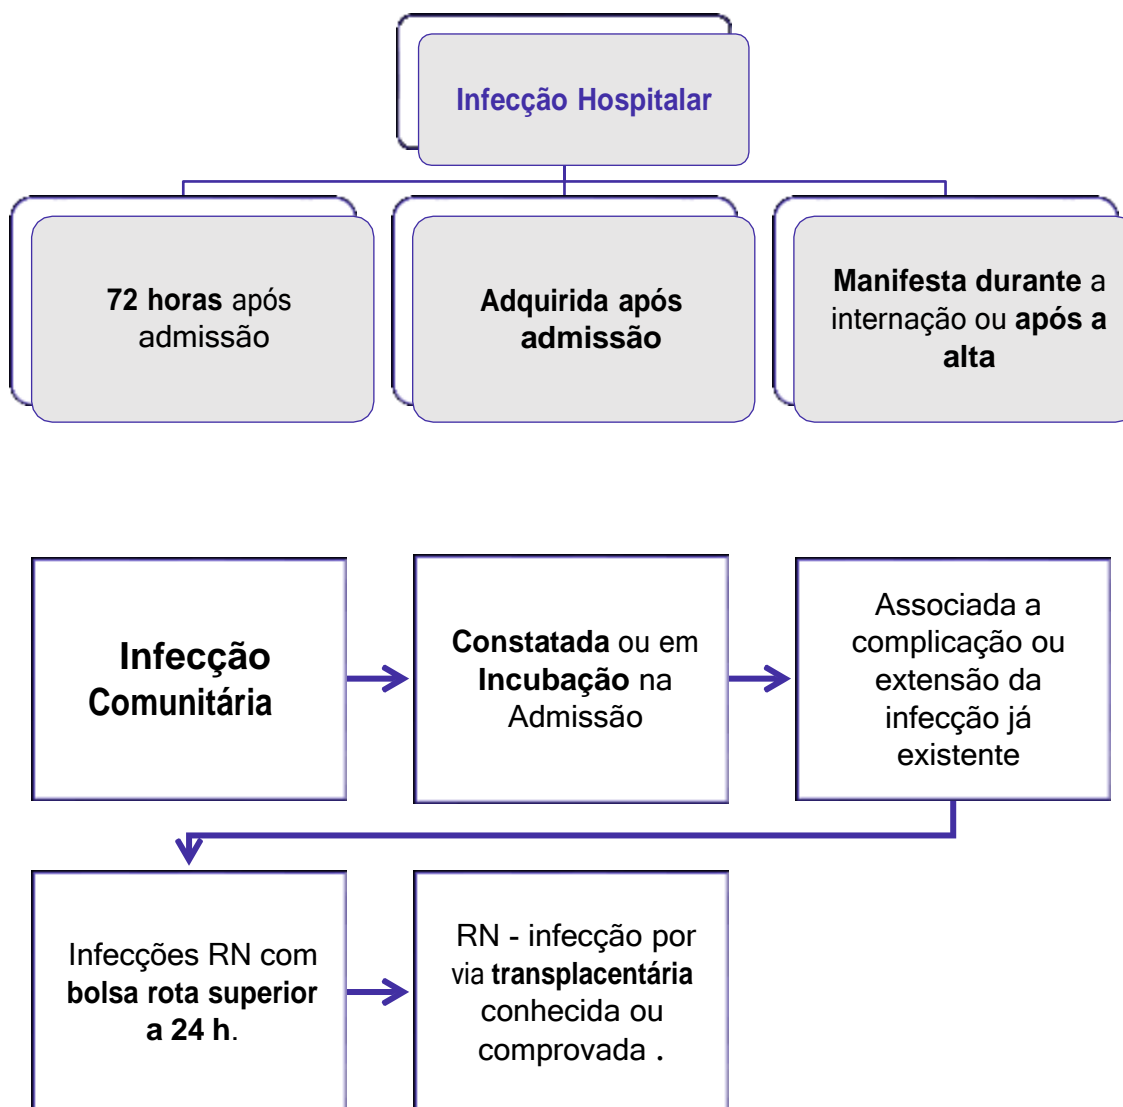 Infecção Hospitalar
72 horas após
admissão
Adquirida após
admissão
Manifesta durante a
internação ou após a
alta
Infecção
Comunitária
Constatada ou em
Incubação na
Admissão
Associada a
complicação ou
extensão da
infecção já
existente
Infecções RN com
bolsa rota superior
a 24 h.
RN - infecção por
via transplacentária
conhecida ou
comprovada .